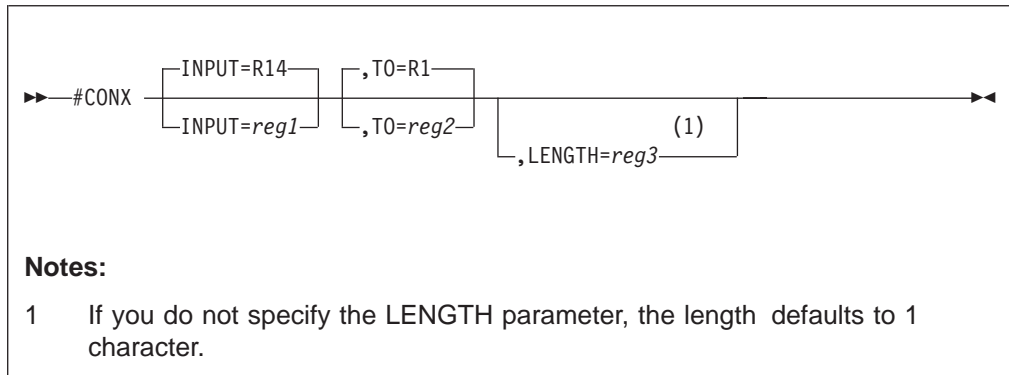 INPUT=R14 ,TO=R1
►►—#CONX
INPUT=reg1 ,TO=reg2 (1)
,LENGTH=reg3
Notes:
1 If you do not specify the LENGTH parameter, the length defaults to 1
character.